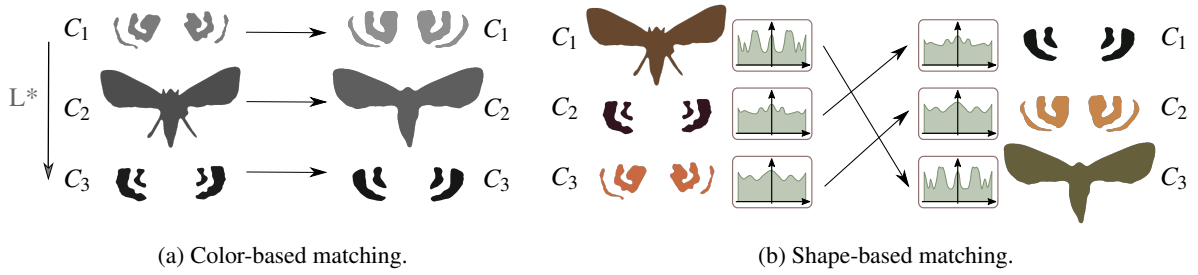 C1 C1
L*
C2 C2
C3 C3
(a) Color-based matching.
C1 C1
C2 C2
C3 C3
(b) Shape-based matching.